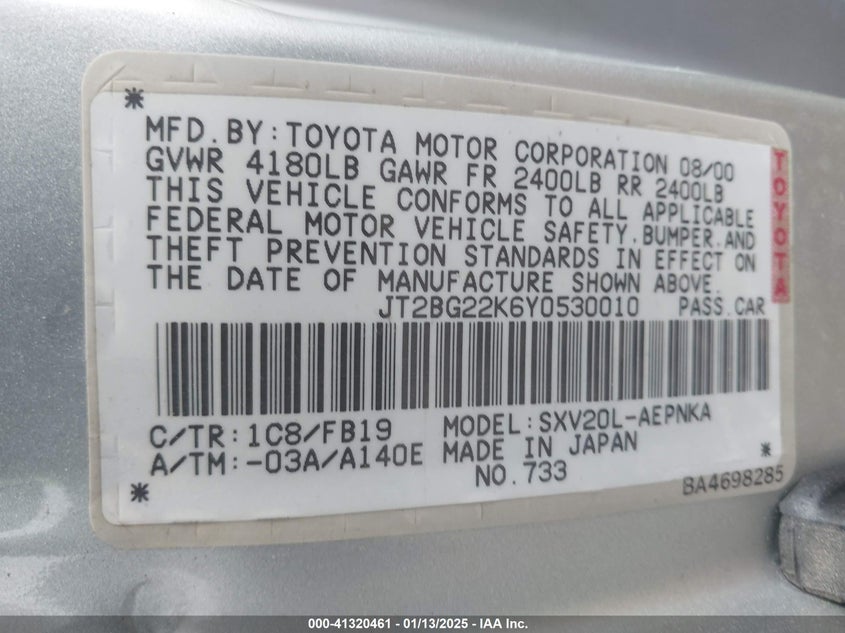 MFD.BY:TOYOTA MOTOR CORPORATION 08/00
GVWR 4180LB GAWR FR 2400LB RR 2400LB
THIS VEHICLE CONFORMS TO ALL APPLICABLE
FEDERAL MOTOR VEHICLE SAFETY,BUMPER,AND
THEFT PREVENTION STANDARDS IN EFFECT ON
THE DATE OF MANUFACTURE SHOWN ABOVE.
JT2BG22K6Y0530010 PASS.CAR
TOYOTA
C/TR:1C8/FB19 MODEL:SXV20L-AEPNKA
A/TM:-03A/A140E MADE IN JAPAN
NO.733
BA4698285
000-41320461 - 01/13/2025 - IAA Inc.